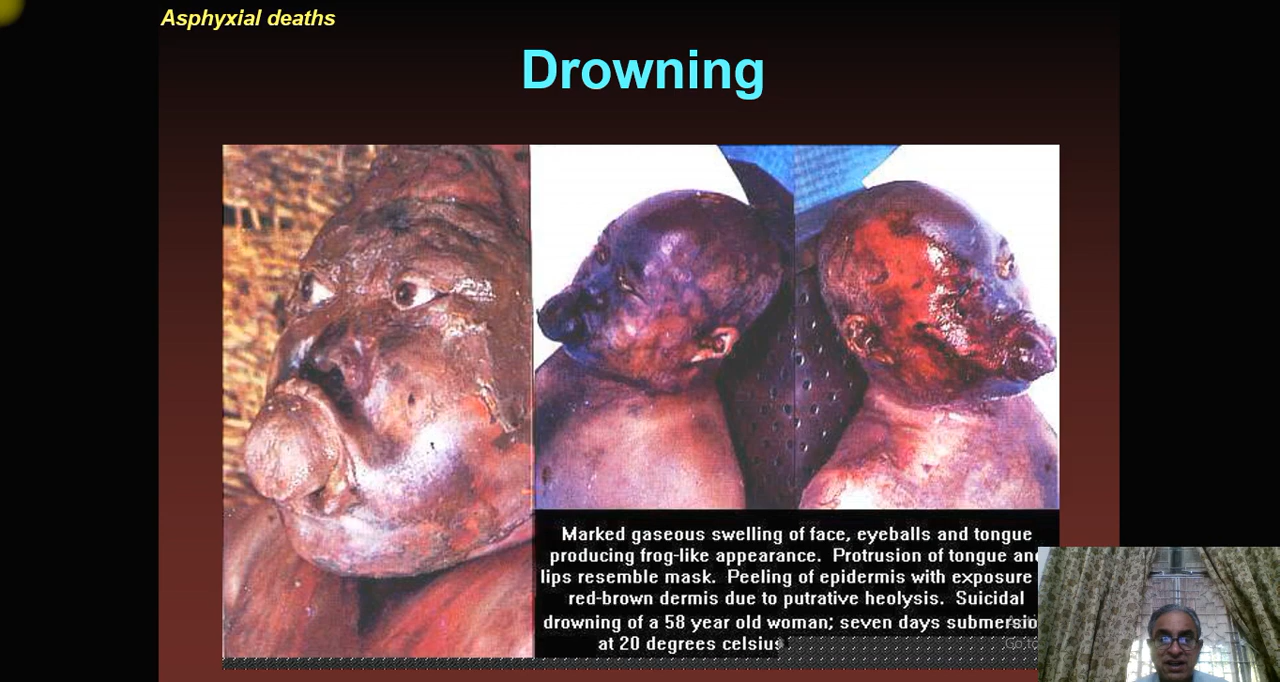 Asphyxial deaths
Drowning
Marked gaseous swelling of face, eyeballs and tongue
producing frog-like appearance. Protrusion of tongue and
lips resemble mask. Peeling of epidermis with exposure
red-brown dermis due to putrative heolysis. Suicidal
drowning of a 58 year old woman; seven days submersio
at 20 degrees celsius
Go to